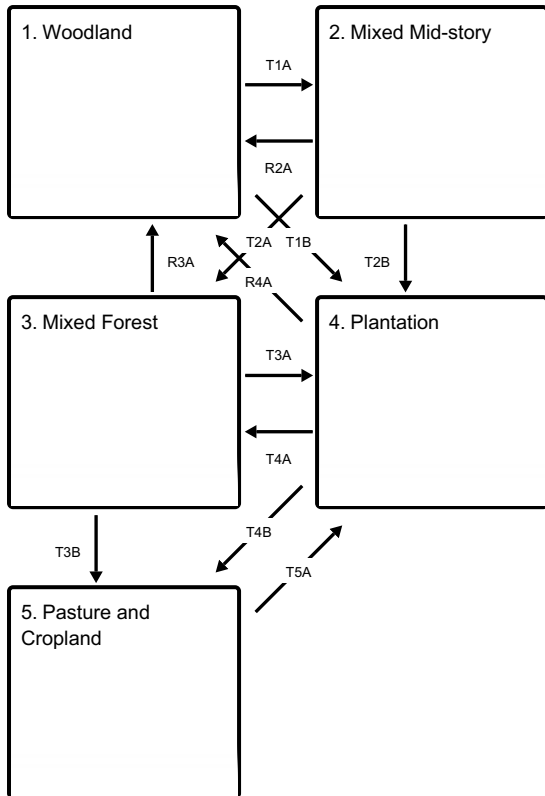 1. Woodland
2. Mixed Mid-story
T1A
R2A
T2A
T1B
T2B
R3A
R4A
3. Mixed Forest
4. Plantation
T3A
T4A
T4B
T3B
T5A
5. Pasture and
Cropland